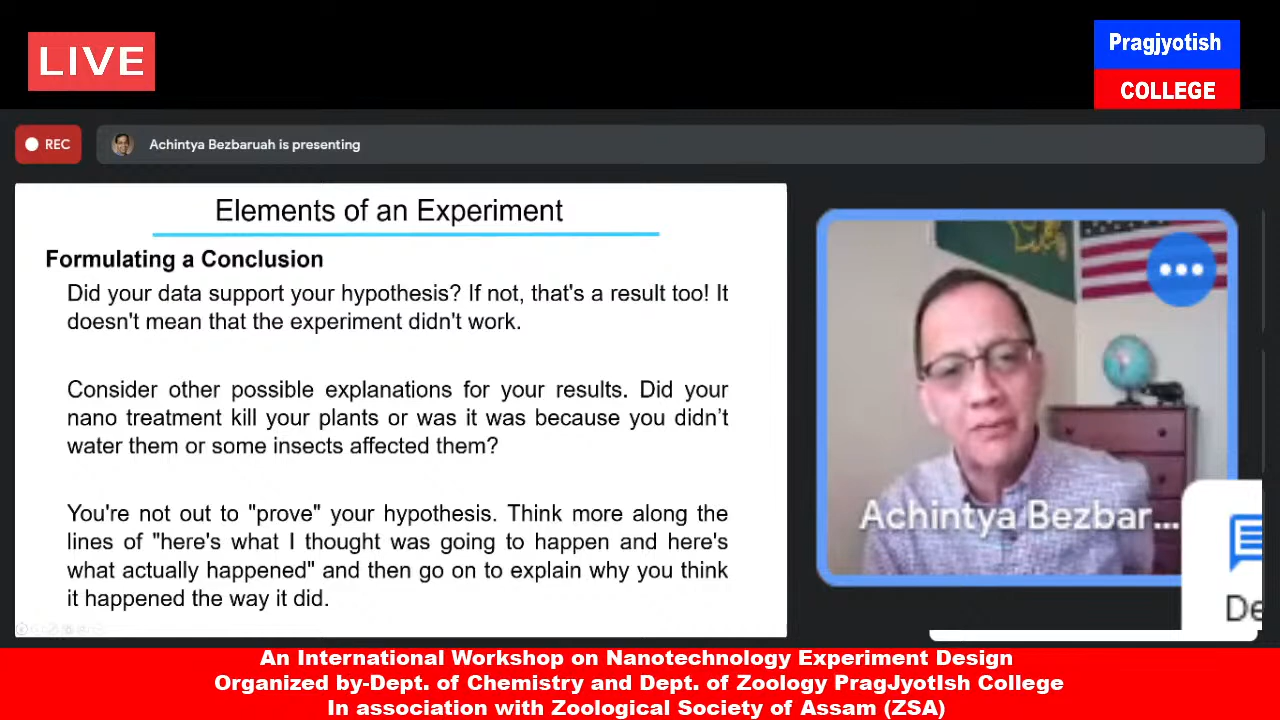 LIVE
Pragjyotish
COLLEGE
REC
Achintya Bezbaruah is presenting
Elements of an Experiment
Formulating a Conclusion
Did your data support your hypothesis? If not, that's a result too! It
doesn't mean that the experiment didn't work.
Consider other possible explanations for your results. Did your
nano treatment kill your plants or was it was because you didn't
water them or some insects affected them?
You're not out to "prove" your hypothesis. Think more along the
lines of "here's what I thought was going to happen and here's
what actually happened" and then go on to explain why you think
it happened the way it did.
Achintya Bezbar...
De
An International Workshop on Nanotechnology Experiment Design
Organized by-Dept. of Chemistry and Dept. of Zoology PragJyotIsh College
In association with Zoological Society of Assam (ZSA)